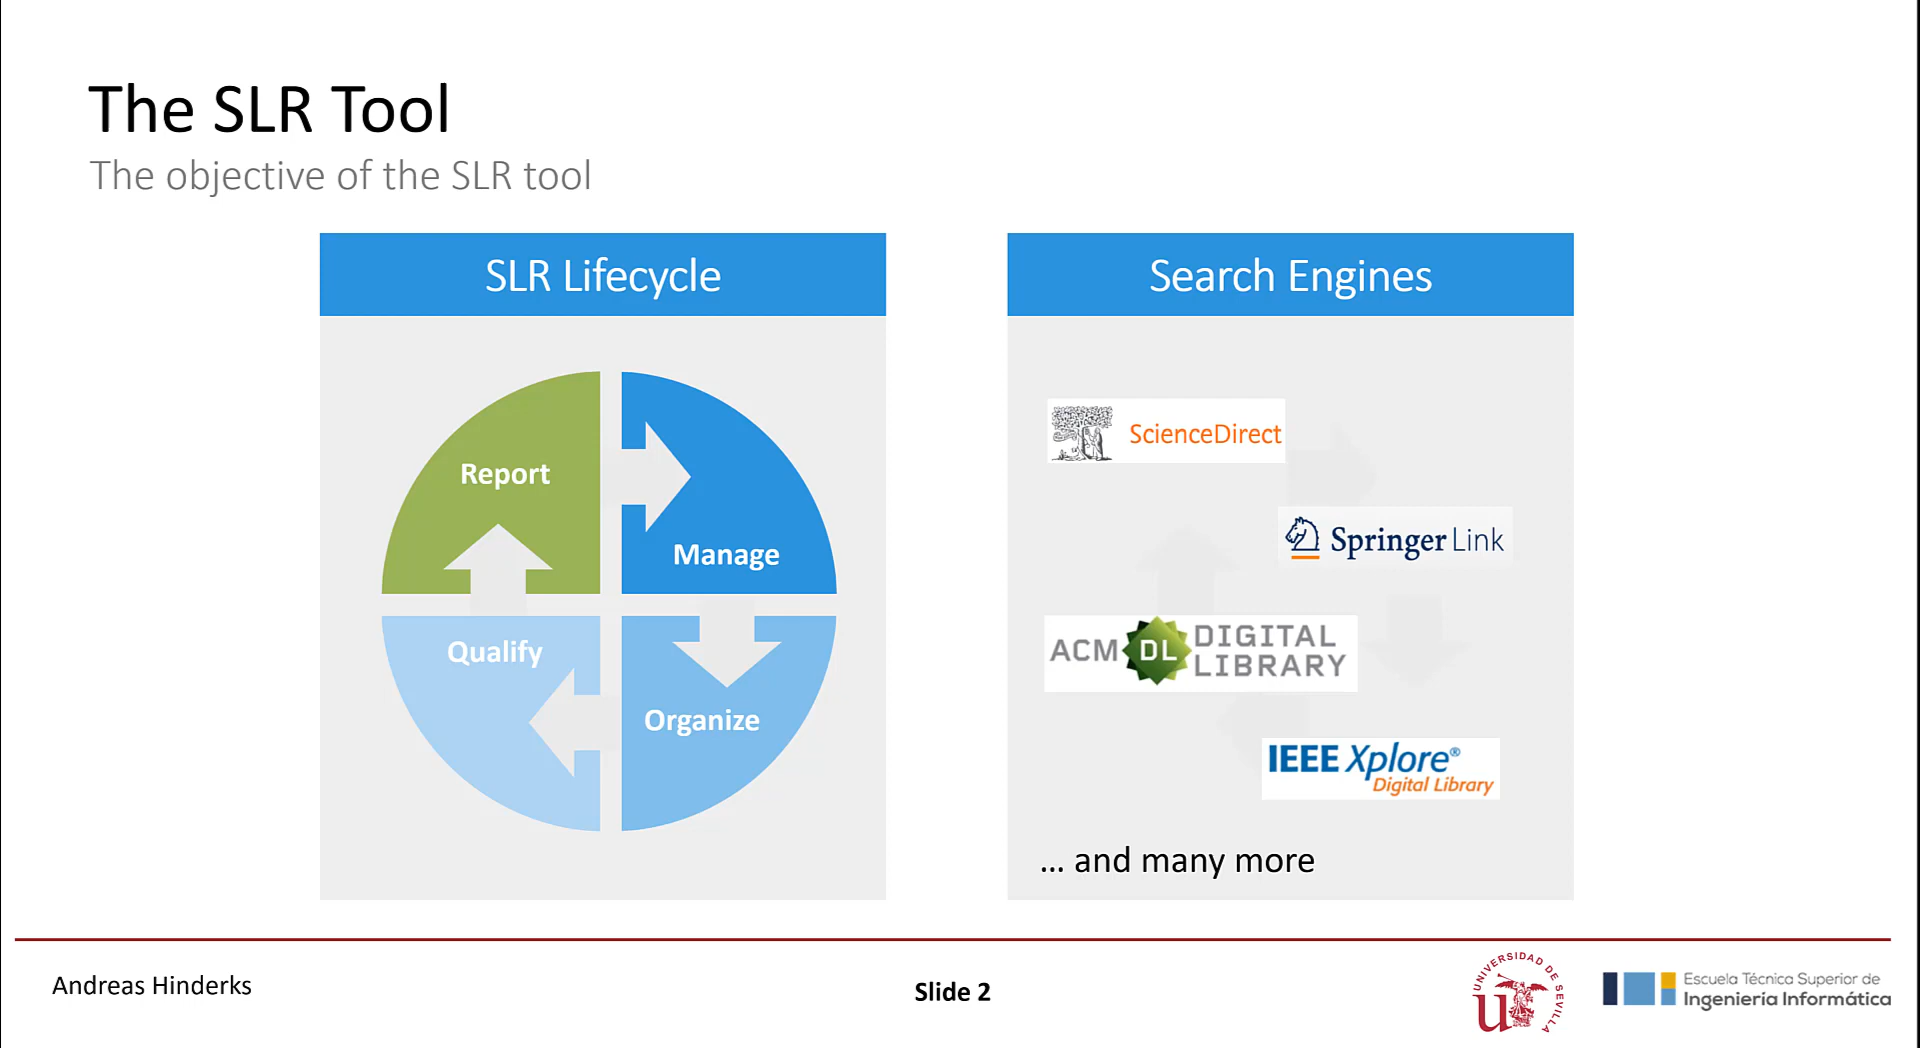 The SLR Tool
The objective of the SLR tool
SLR Lifecycle
Report
Manage
Qualify
Organize
Search Engines
ScienceDirect
Springer Link
ACM DL DIGITAL
LIBRARY
IEEE Xplore®
Digital Library
... and many more
Andreas Hinderks
Slide 2
UNIVERSIDAD DE SEVILLA
Escuela Técnica Superior de
Ingeniería Informática